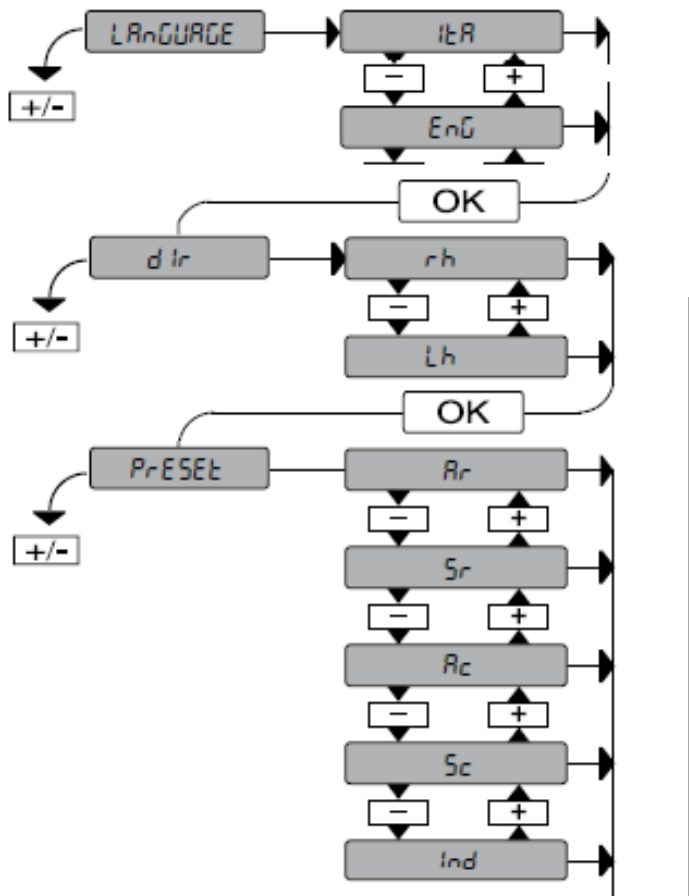 LAnGUAGE ItA
- +
+/- EnG
OK
dIr rh
- +
+/- Lh
OK
PrESEt Ar
- +
+/- Sr
- +
Ac
- +
Sc
- +
Ind